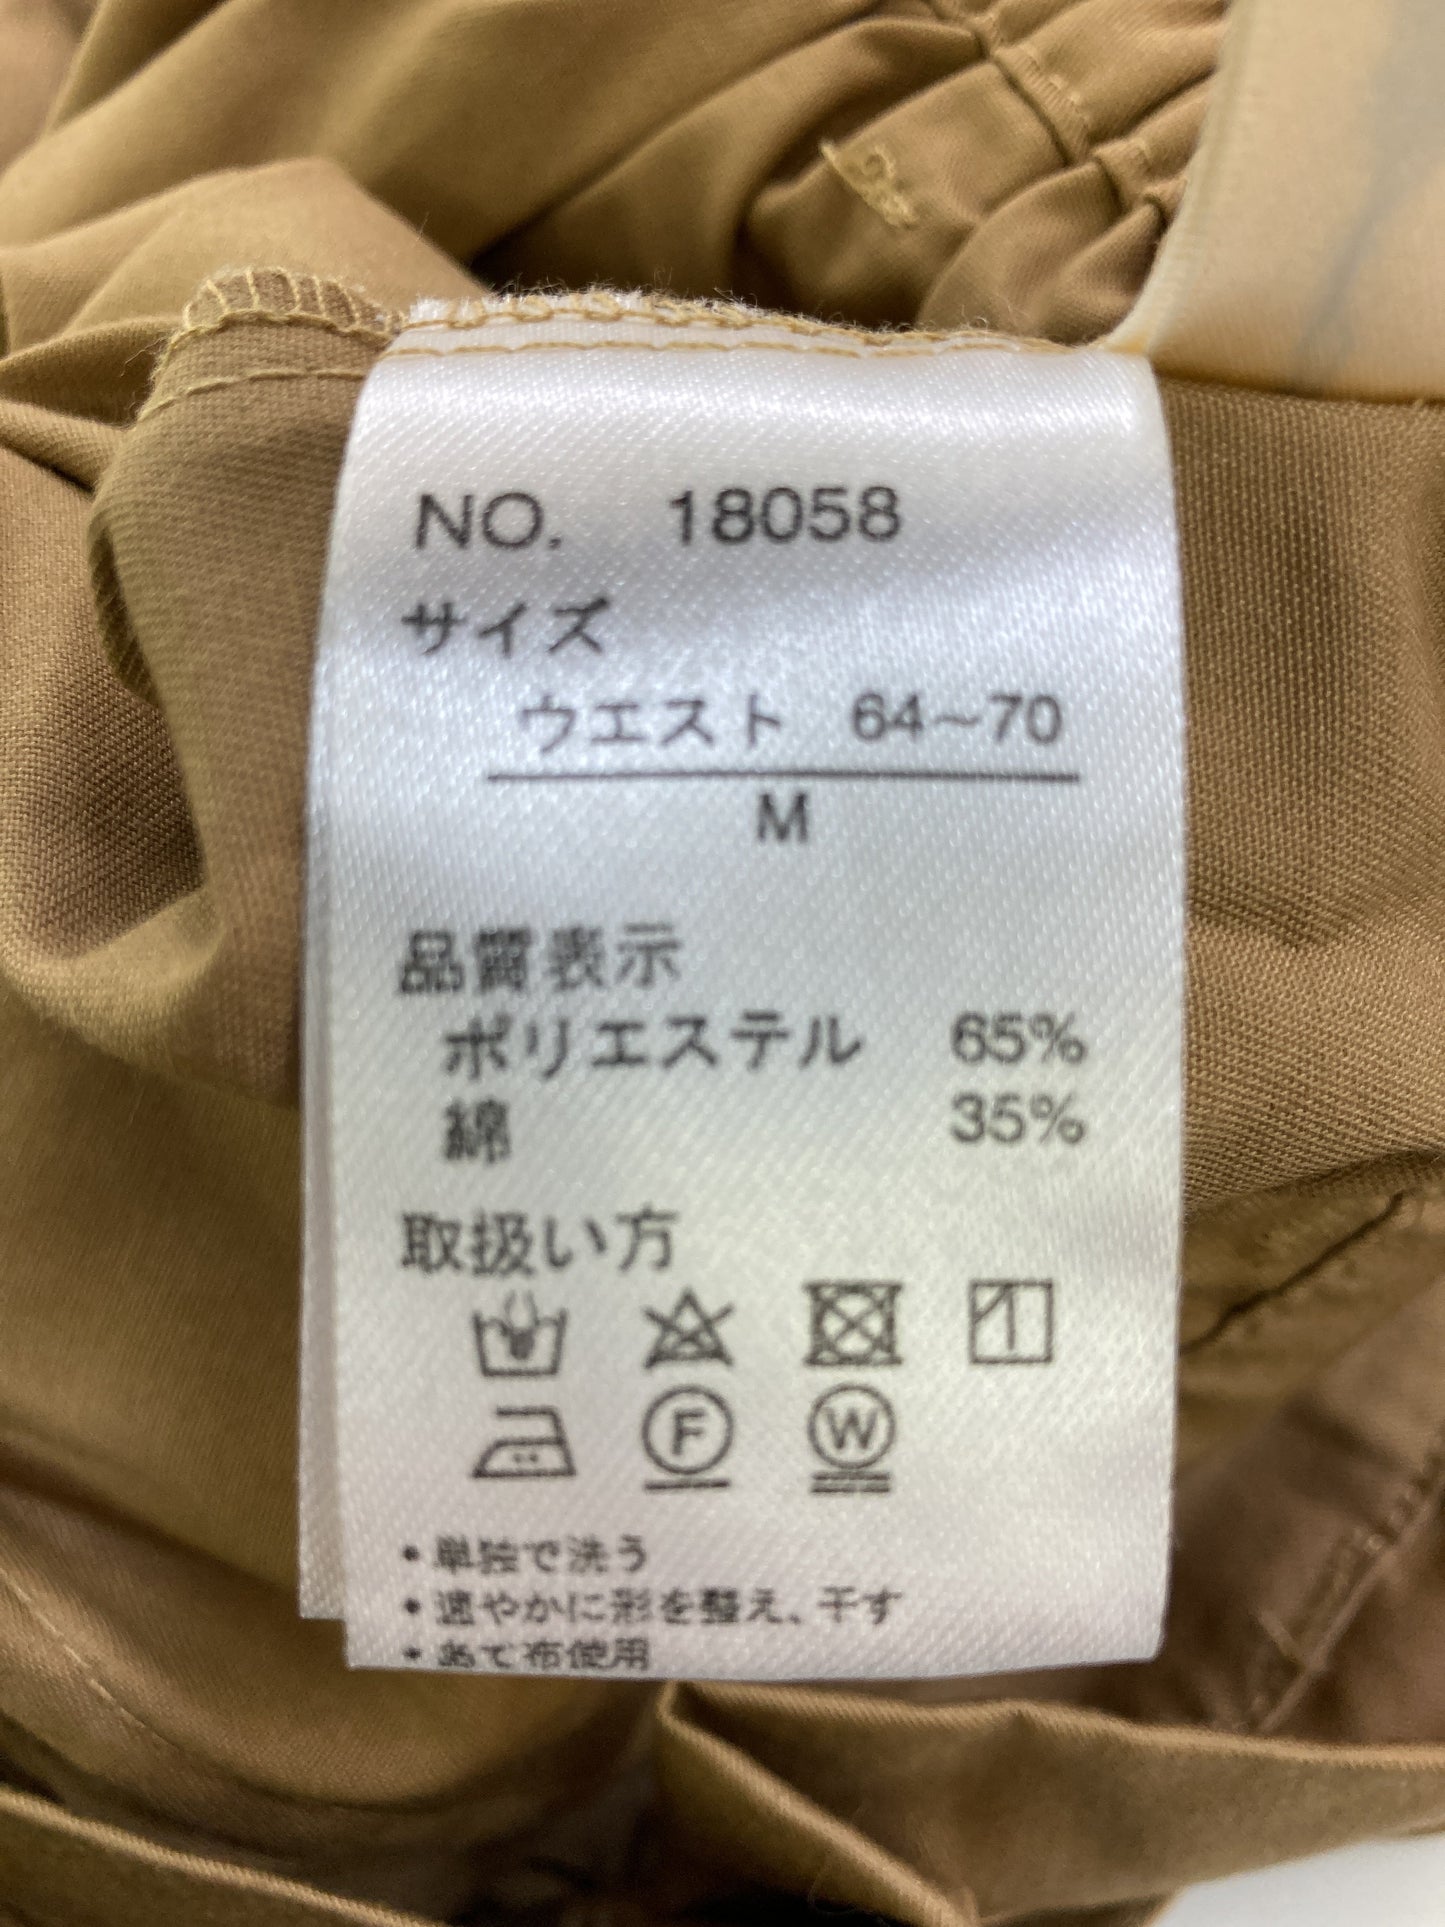 NO. 18058
サイズ
ウエスト 64~70
M
品質表示
ポリエステル 65%
綿 35%
取扱い方
F W
・単独で洗う
・速やかに形を整え、干す
・あて布使用